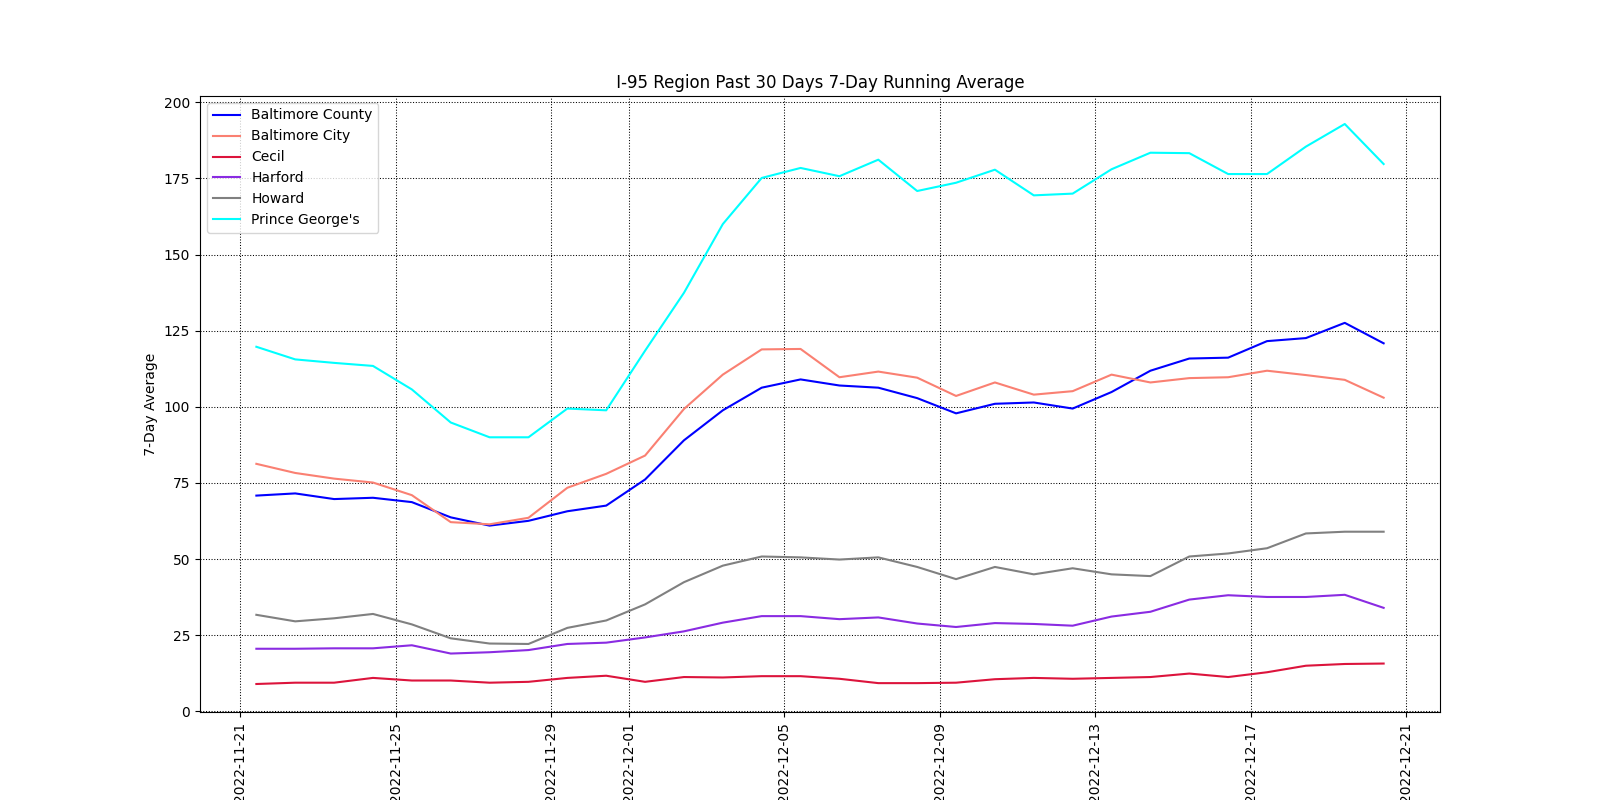 I-95 Region Past 30 Days 7-Day Running Average
Baltimore County
Baltimore City
Cecil
Harford
Howard
Prince George's
7-Day Average
200
175
150
125
100
75
50
25
0
2022-11-21
2022-11-25
2022-11-29
2022-12-01
2022-12-05
2022-12-09
2022-12-13
2022-12-17
2022-12-21